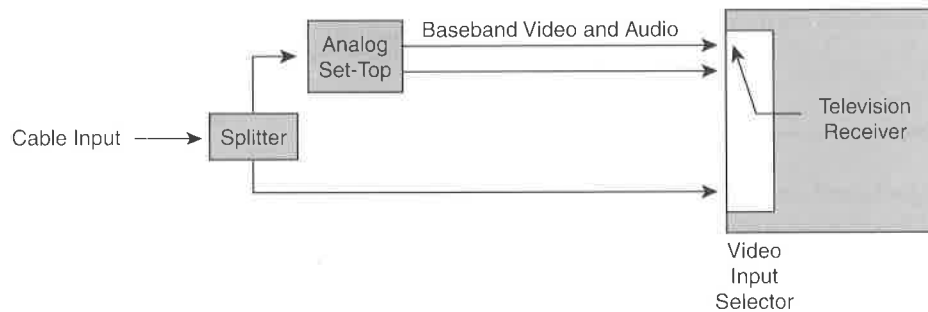 Baseband Video and Audio
Analog
Set-Top
Cable Input
Splitter
Television
Receiver
Video
Input
Selector